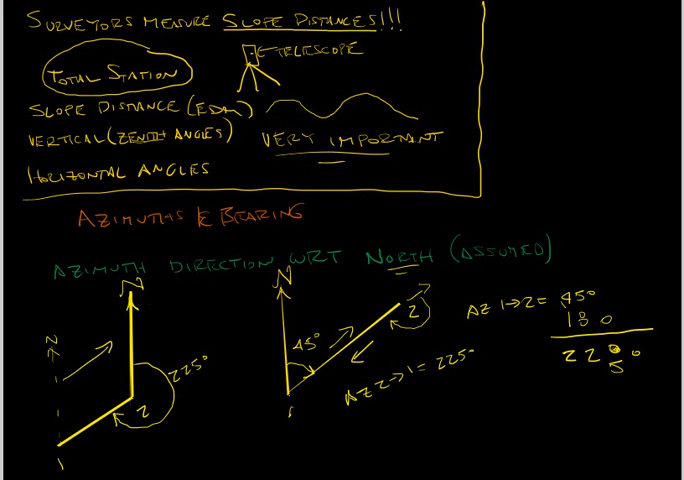 SURVEYORS MEASURE SLOPE DISTANCES!!!
←TELESCOPE
TOTAL STATION
SLOPE DISTANCE (EDM)
VERTICAL (ZENITH ANGLES)
VERY IMPORTANT
HORIZONTAL ANGLES
AZIMUTHS & BEARING
AZIMUTH DIRECTION WRT NORTH (ASSUMED)
N
N
N
45°
2
225°
2
1
1
AZ 1→2 = 45°
180
225°
AZ 2→1 = 225°